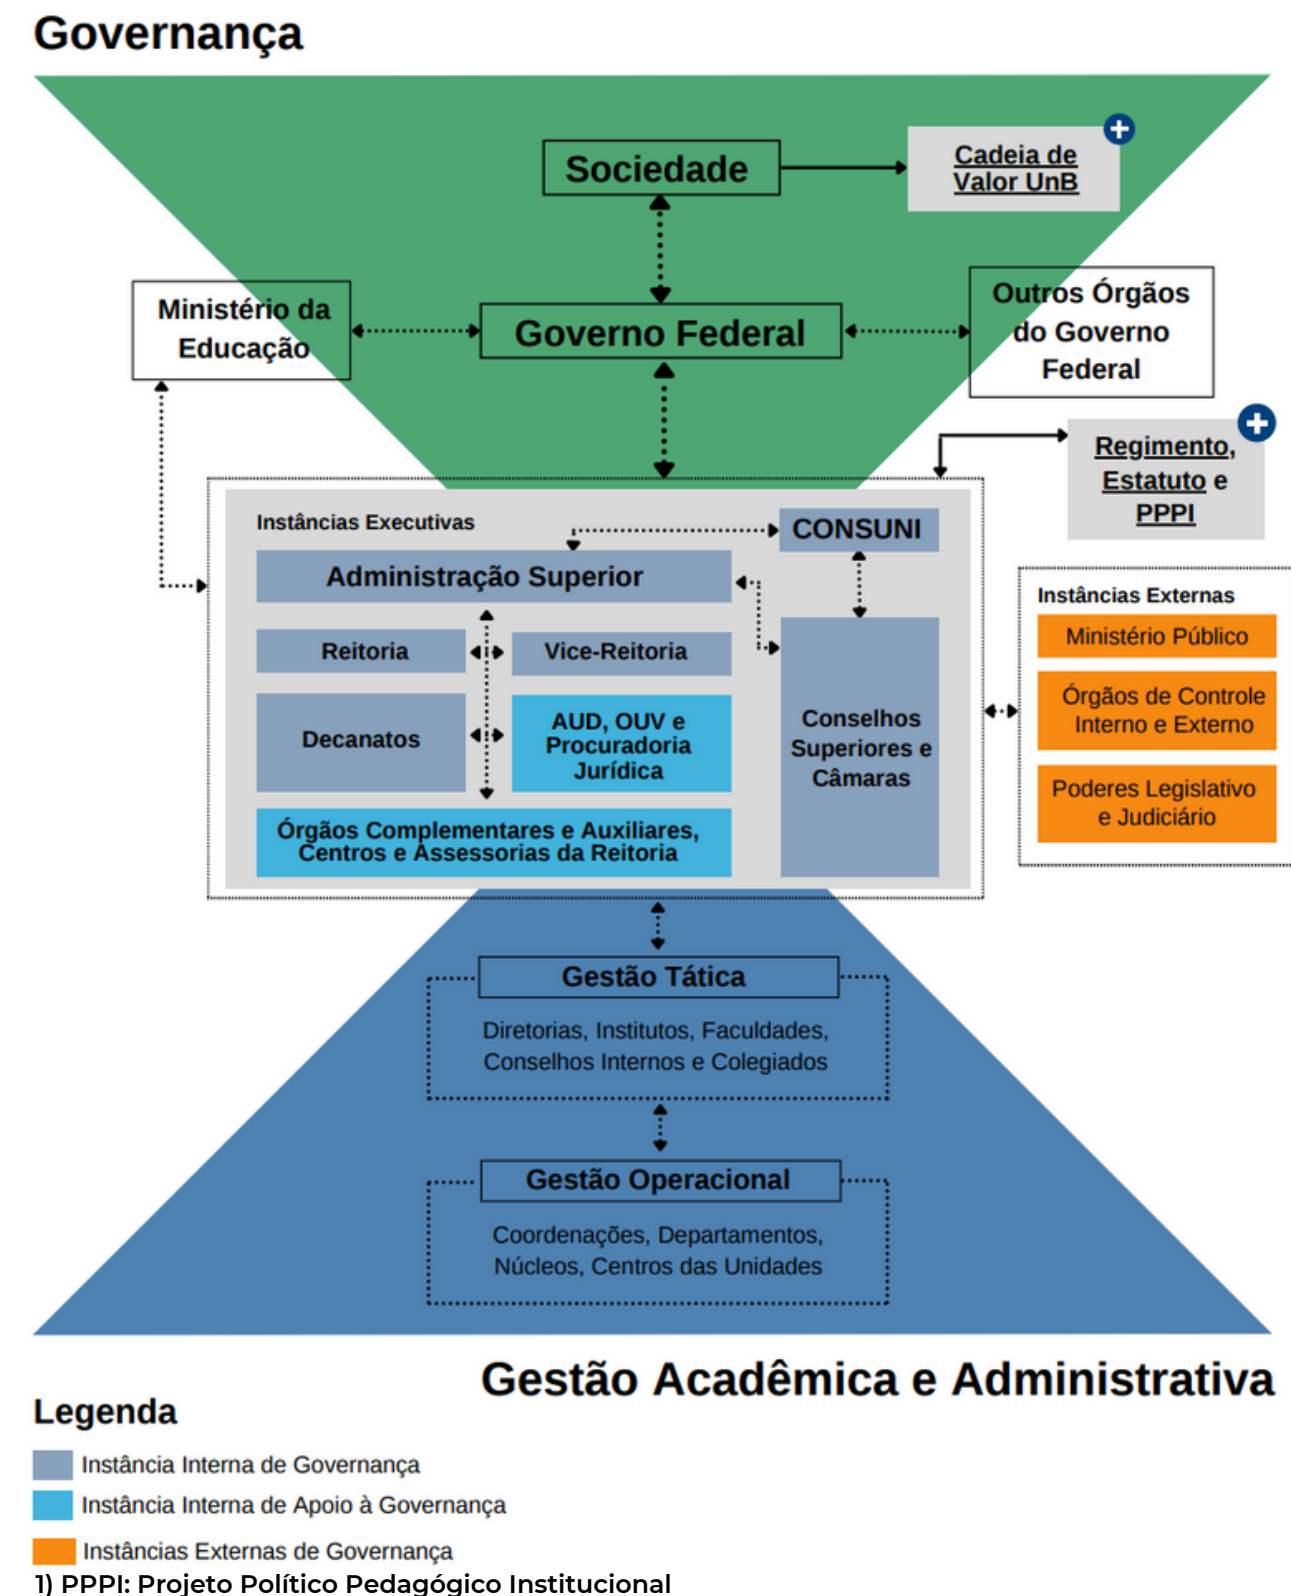 Governança
Sociedade
Cadeia de
Valor UnB
Ministério da
Educação
Governo Federal
Outros Órgãos
do Governo
Federal
Regimento,
Estatuto e
PPPI
Instâncias Executivas
CONSUNI
Administração Superior
Reitoria
Vice-Reitoria
Decanatos
AUD, OUV e
Procuradoria
Jurídica
Órgãos Complementares e Auxiliares,
Centros e Assessorias da Reitoria
Conselhos
Superiores e
Câmaras
Instâncias Externas
Ministério Público
Órgãos de Controle
Interno e Externo
Poderes Legislativo
e Judiciário
Gestão Tática
Diretorias, Institutos, Faculdades,
Conselhos Internos e Colegiados
Gestão Operacional
Coordenações, Departamentos,
Núcleos, Centros das Unidades
Gestão Acadêmica e Administrativa
Legenda
Instância Interna de Governança
Instância Interna de Apoio à Governança
Instâncias Externas de Governança
1) PPPI: Projeto Político Pedagógico Institucional